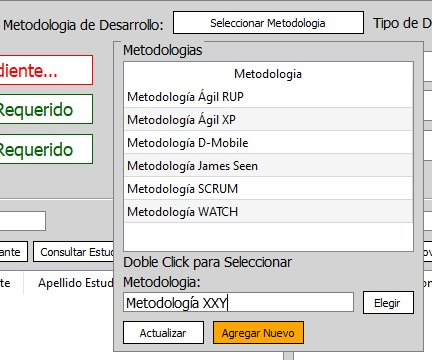 Metodologia de Desarrollo: Seleccionar Metodologia Tipo de D
Metodologias
diente...
Metodologia
Metodología Ágil RUP
Requerido
Metodología Ágil XP
Metodología D-Mobile
Requerido
Metodología James Seen
Metodología SCRUM
Metodología WATCH
ante Consultar Estud
Doble Click para Seleccionar
te Apellido Estud
Metodologia:
Metodología XXY Elegir
Actualizar Agregar Nuevo